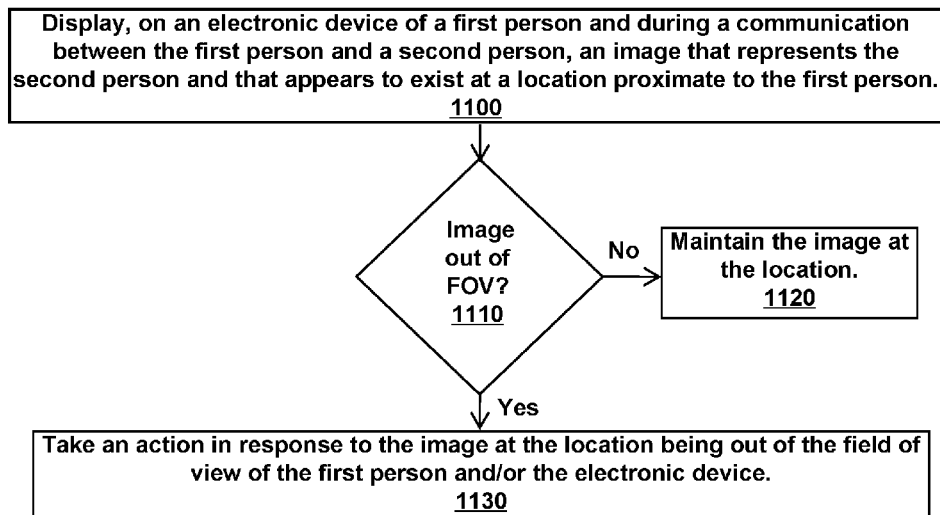 Display, on an electronic device of a first person and during a communication
between the first person and a second person, an image that represents the
second person and that appears to exist at a location proximate to the first person.
1100
Image
out of
FOV?
1110
No
Maintain the image at
the location.
1120
Yes
Take an action in response to the image at the location being out of the field of
view of the first person and/or the electronic device.
1130